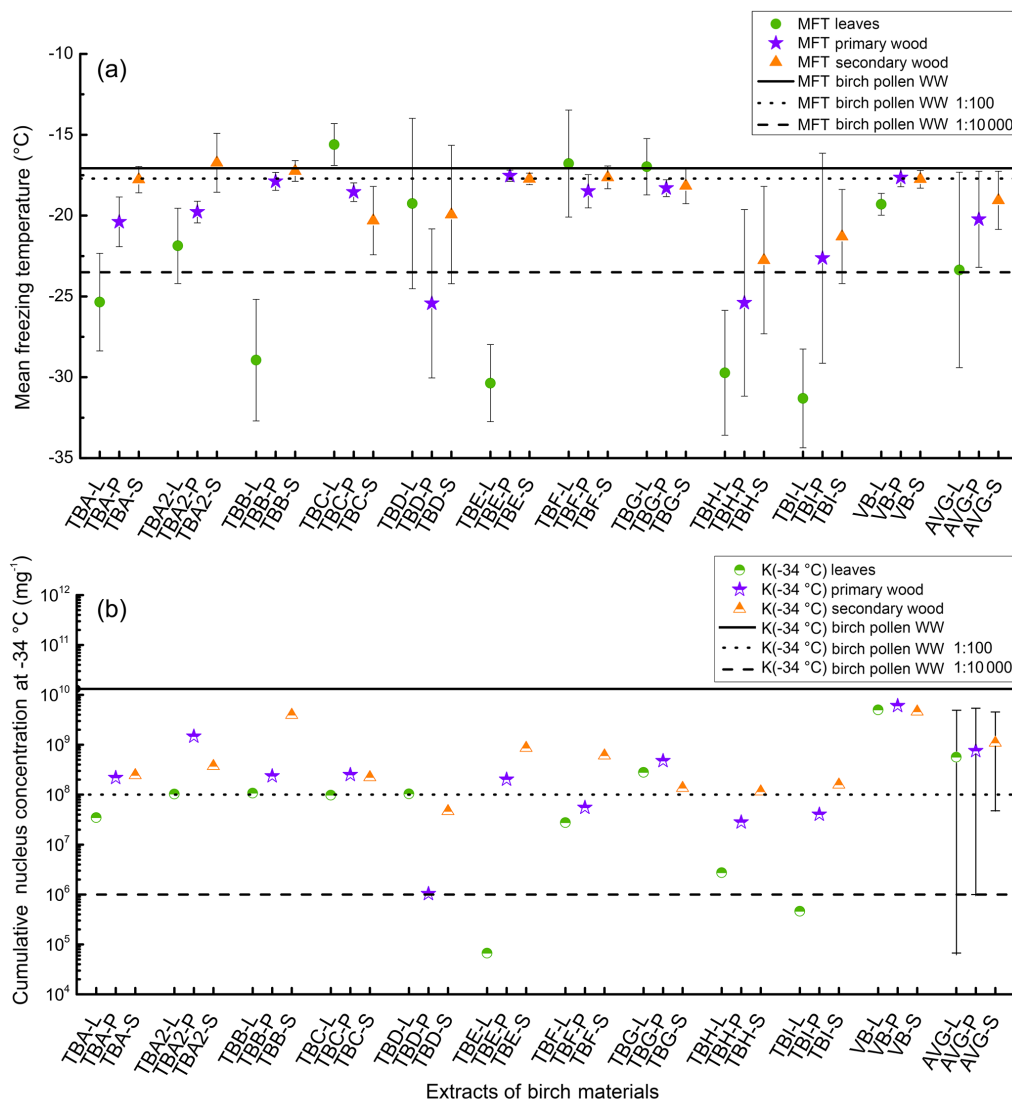 MFT leaves
MFT primary wood
MFT secondary wood
MFT birch pollen WW
MFT birch pollen WW 1:100
MFT birch pollen WW 1:10 000
(a)
Mean freezing temperature (°C)
-10
-15
-20
-25
-30
-35
TBA-L
TBA-P
TBA-S
TBA2-L
TBA2-P
TBA2-S
TBB-L
TBB-P
TBB-S
TBC-L
TBC-P
TBC-S
TBD-L
TBD-P
TBD-S
TBE-L
TBE-P
TBE-S
TBF-L
TBF-P
TBF-S
TBG-L
TBG-P
TBG-S
TBH-L
TBH-P
TBH-S
TBI-L
TBI-P
TBI-S
VB-L
VB-P
VB-S
AVG-L
AVG-P
AVG-S
K(-34 °C) leaves
K(-34 °C) primary wood
K(-34 °C) secondary wood
K(-34 °C) birch pollen WW
K(-34 °C) birch pollen WW 1:100
K(-34 °C) birch pollen WW 1:10 000
(b)
Cumulative nucleus concentration at -34 °C (mg⁻¹)
10¹²
10¹¹
10¹⁰
10⁹
10⁸
10⁷
10⁶
10⁵
10⁴
TBA-L
TBA-P
TBA-S
TBA2-L
TBA2-P
TBA2-S
TBB-L
TBB-P
TBB-S
TBC-L
TBC-P
TBC-S
TBD-L
TBD-P
TBD-S
TBE-L
TBE-P
TBE-S
TBF-L
TBF-P
TBF-S
TBG-L
TBG-P
TBG-S
TBH-L
TBH-P
TBH-S
TBI-L
TBI-P
TBI-S
VB-L
VB-P
VB-S
AVG-L
AVG-P
AVG-S
Extracts of birch materials